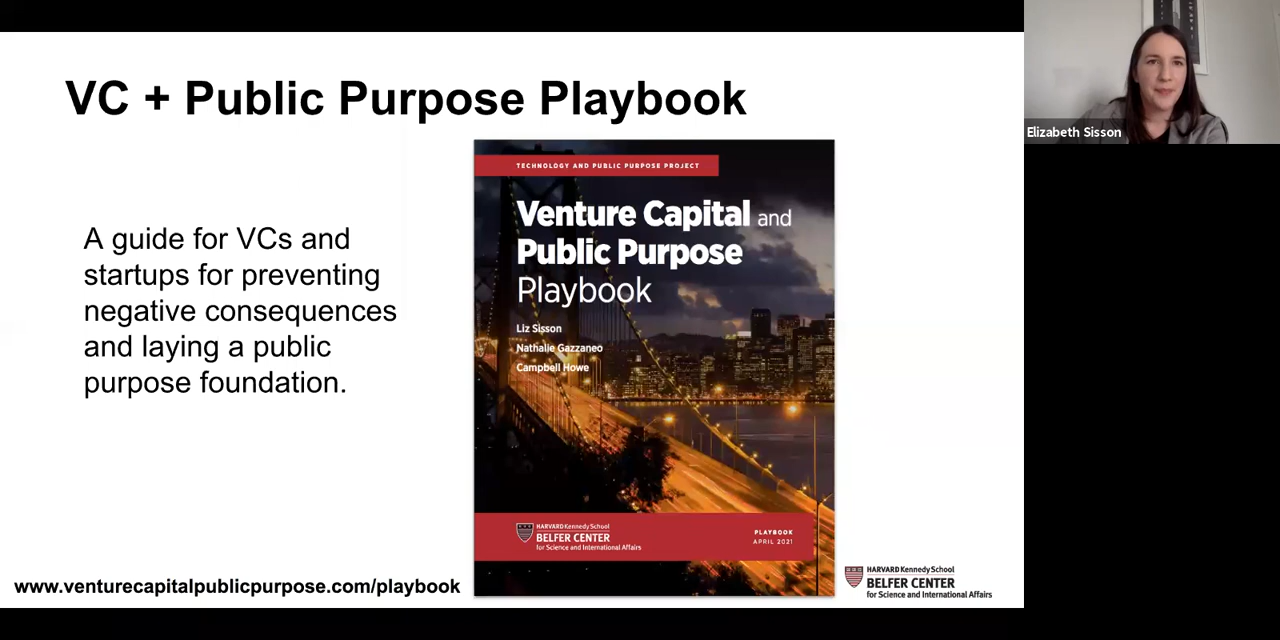 VC + Public Purpose Playbook
A guide for VCs and
startups for preventing
negative consequences
and laying a public
purpose foundation.
TECHNOLOGY AND PUBLIC PURPOSE PROJECT
Venture Capital and
Public Purpose
Playbook
Liz Sisson
Nathalie Gazzaneo
Campbell Howe
HARVARD Kennedy School
BELFER CENTER
for Science and International Affairs
PLAYBOOK
APRIL 2021
www.venturecapitalpublicpurpose.com/playbook
HARVARD Kennedy School
BELFER CENTER
for Science and International Affairs
Elizabeth Sisson